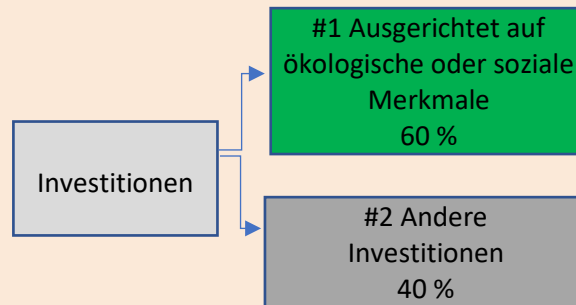 #1 Ausgerichtet auf
ökologische oder soziale
Merkmale
60 %
Investitionen
#2 Andere
Investitionen
40 %